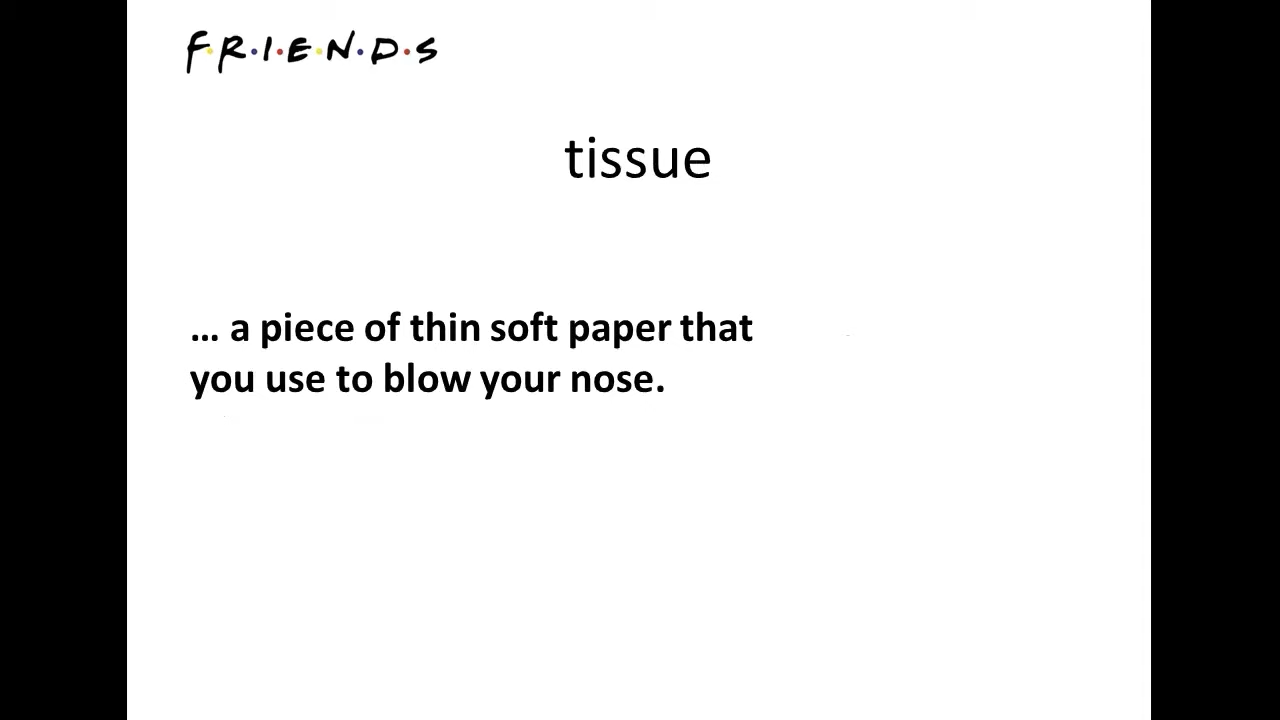 F·R·I·E·N·D·S
tissue
... a piece of thin soft paper that
you use to blow your nose.